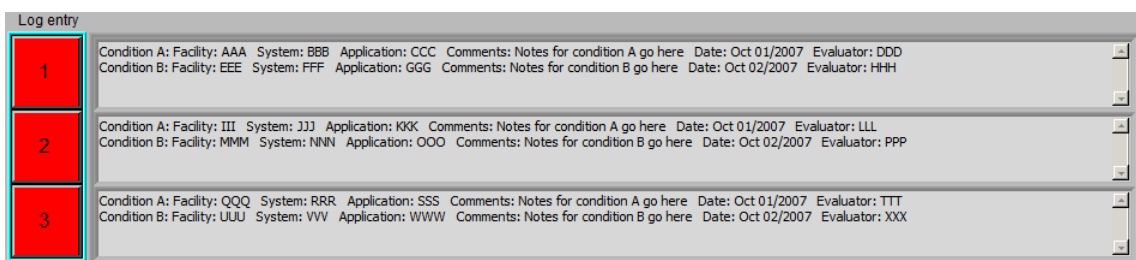 Log entry
1
Condition A: Facility: AAA System: BBB Application: CCC Comments: Notes for condition A go here Date: Oct 01/2007 Evaluator: DDD
Condition B: Facility: EEE System: FFF Application: GGG Comments: Notes for condition B go here Date: Oct 02/2007 Evaluator: HHH
2
Condition A: Facility: III System: JJJ Application: KKK Comments: Notes for condition A go here Date: Oct 01/2007 Evaluator: LLL
Condition B: Facility: MMM System: NNN Application: OOO Comments: Notes for condition B go here Date: Oct 02/2007 Evaluator: PPP
3
Condition A: Facility: QQQ System: RRR Application: SSS Comments: Notes for condition A go here Date: Oct 01/2007 Evaluator: TTT
Condition B: Facility: UUU System: VVV Application: WWW Comments: Notes for condition B go here Date: Oct 02/2007 Evaluator: XXX